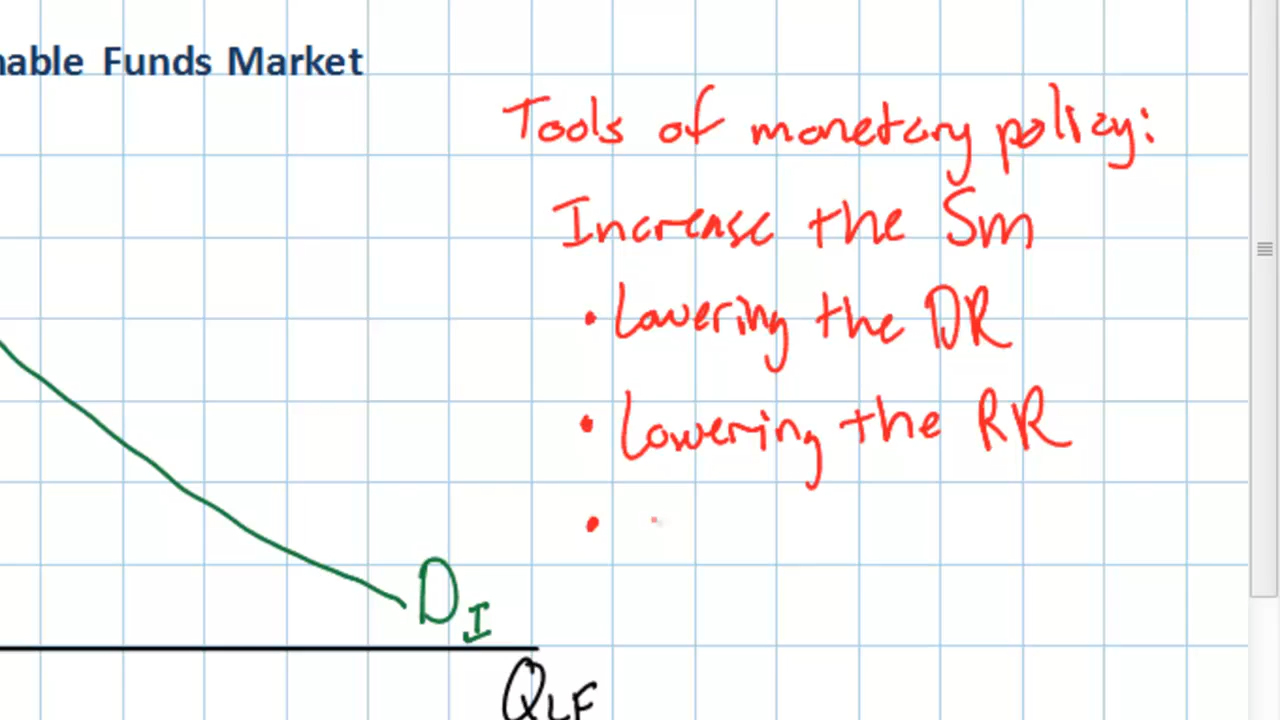 nable Funds Market
Tools of monetary policy:
Increase the Sm
• Lowering the DR
• Lowering the RR
•
DI
QLF